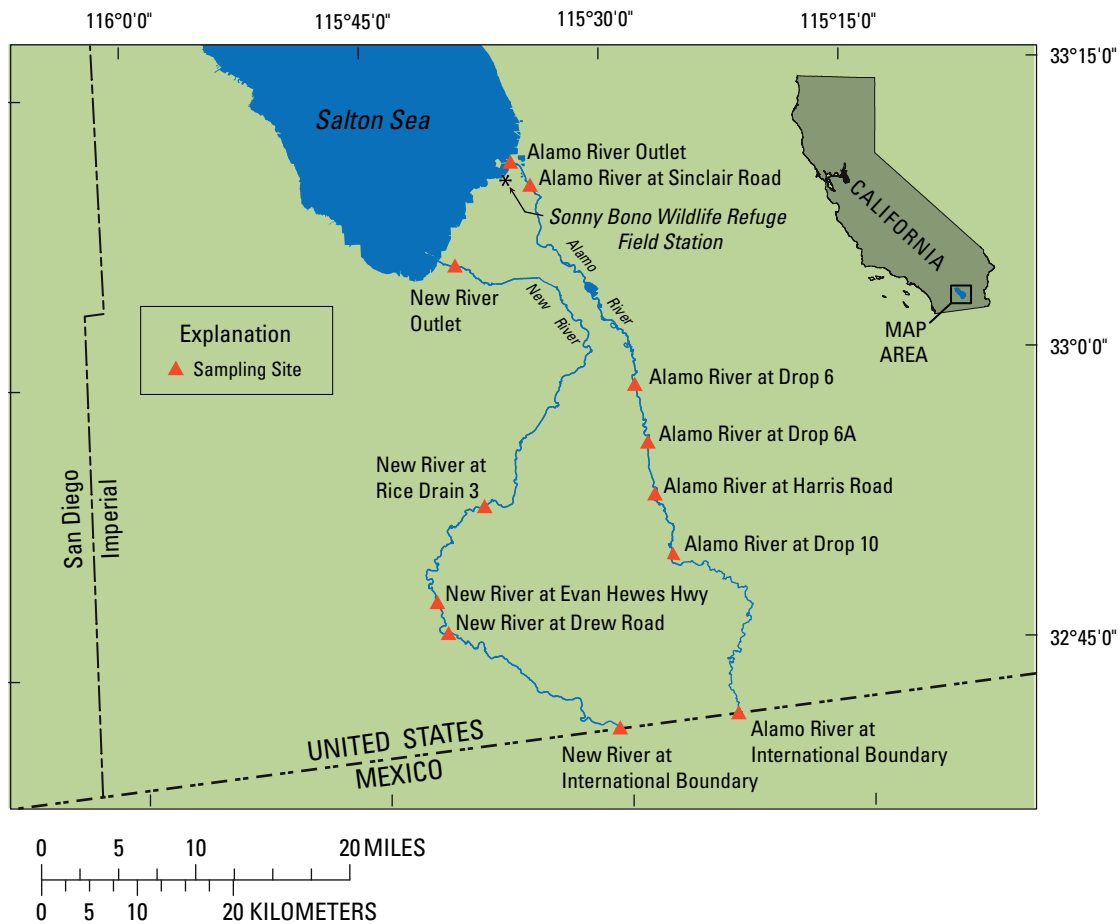 116°0'0"
115°45'0"
115°30'0"
115°15'0"
33°15'0"
Salton Sea
Alamo River Outlet
Alamo River at Sinclair Road
Sonny Bono Wildlife Refuge
Field Station
CALIFORNIA
MAP
AREA
Alamo
River
New River
Outlet
New
River
33°0'0"
Explanation
Sampling Site
Alamo River at Drop 6
Alamo River at Drop 6A
New River at
Rice Drain 3
Alamo River at Harris Road
San Diego
Imperial
Alamo River at Drop 10
New River at Evan Hewes Hwy
New River at Drew Road
32°45'0"
UNITED STATES
MEXICO
New River at
International Boundary
Alamo River at
International Boundary
0 5 10 20 MILES
0 5 10 20 KILOMETERS